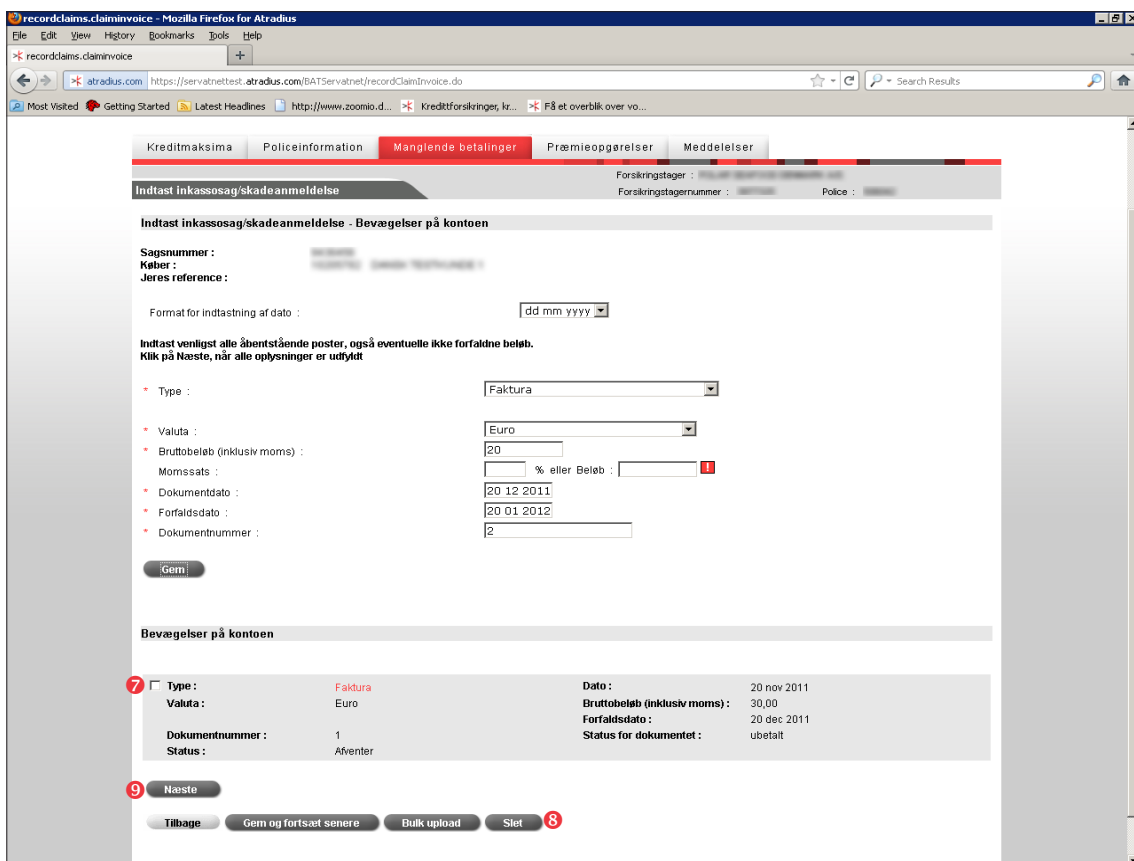 recordclaims.claiminvoice - Mozilla Firefox for Atradius
File Edit View History Bookmarks Tools Help
recordclaims.claiminvoice +
atradius.com https://servatnettest.atradius.com/BATServatnet/recordClaimInvoice.do Search Results
Most Visited Getting Started Latest Headlines http://www.zoomio.d... Kredittforsikringer, kr... Få et overblik over vo...
Kreditmaksima Policeinformation Manglende betalinger Præmieopgørelser Meddelelser
Forsikringstager :
Indtast inkassosag/skadeanmeldelse Forsikringstagernummer : Police :
Indtast inkassosag/skadeanmeldelse - Bevægelser på kontoen
Sagsnummer :
Køber :
Jeres reference :
Format for indtastning af dato : dd mm yyyy
Indtast venligst alle åbentstående poster, også eventuelle ikke forfaldne beløb.
Klik på Næste, når alle oplysninger er udfyldt
* Type : Faktura
* Valuta : Euro
* Bruttobeløb (inklusiv moms) : 20
Momssats : % eller Beløb : !
* Dokumentdato : 20 12 2011
* Forfaldsdato : 20 01 2012
* Dokumentnummer : 2
Gem
Bevægelser på kontoen
7 Type : Faktura Dato : 20 nov 2011
Valuta : Euro Bruttobeløb (inklusiv moms) : 30,00
Forfaldsdato : 20 dec 2011
Dokumentnummer : 1 Status for dokumentet : ubetalt
Status : Afventer
9 Næste
Tilbage Gem og fortsæt senere Bulk upload Slet 8